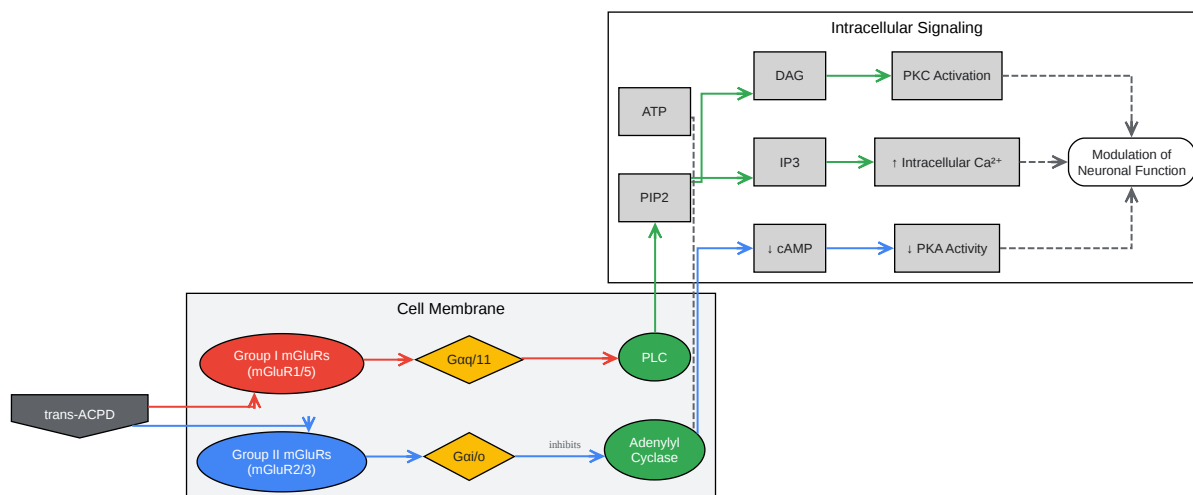 Intracellular Signaling
DAG
PKC Activation
ATP
IP3
↑ Intracellular Ca²⁺
Modulation of
Neuronal Function
PIP2
↓ cAMP
↓ PKA Activity
Cell Membrane
Group I mGluRs
(mGluR1/5)
Gαq/11
PLC
trans-ACPD
Group II mGluRs
(mGluR2/3)
Gαi/o
inhibits
Adenylyl
Cyclase